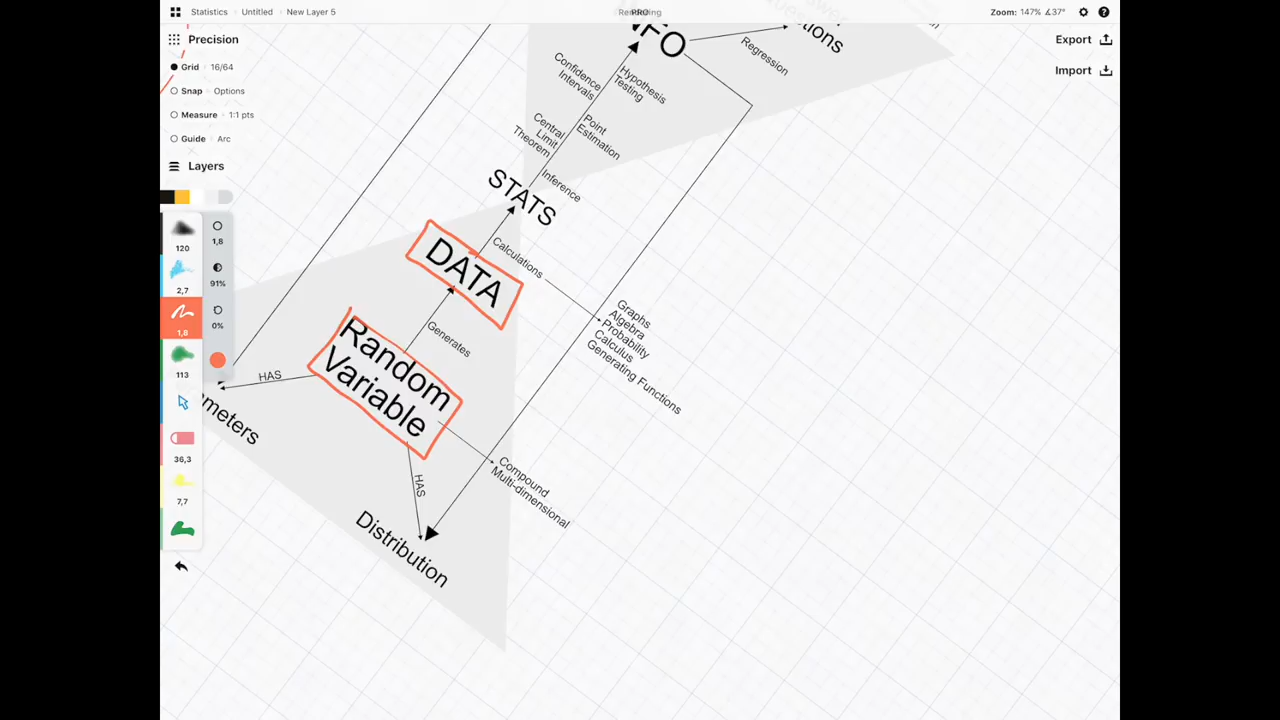 Statistics Untitled New Layer 5
Zoom: 147% ∡37°
Precision
Grid · 16/64
Snap Options
Measure · 1:1 pts
Guide Arc
Layers
Export
Import
120
2,7
1,8
113
36,3
7,7
1,8
91%
0%
Regression
Confidence
Intervals
Hypothesis
Testing
Central
Limit
Theorem
Point
Estimation
Inference
STATS
Calculations
DATA
Graphs
Algebra
Probability
Calculus
Generating Functions
Generates
Random
Variable
HAS
meters
Compound
Multi-dimensional
HAS
Distribution